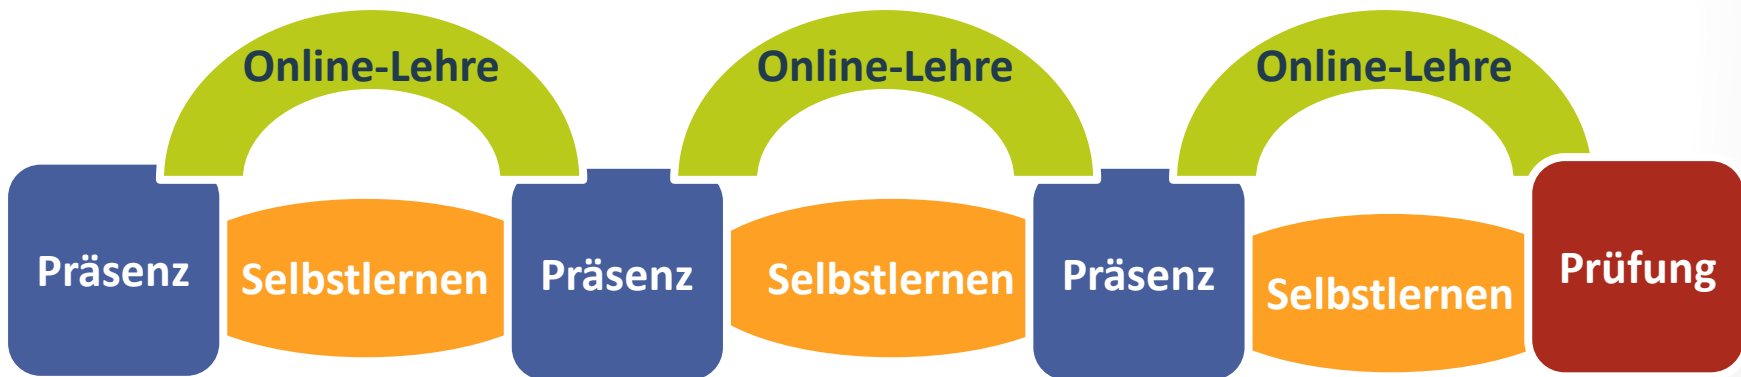 Online-Lehre
Online-Lehre
Online-Lehre
Präsenz
Selbstlernen
Präsenz
Selbstlernen
Präsenz
Selbstlernen
Prüfung